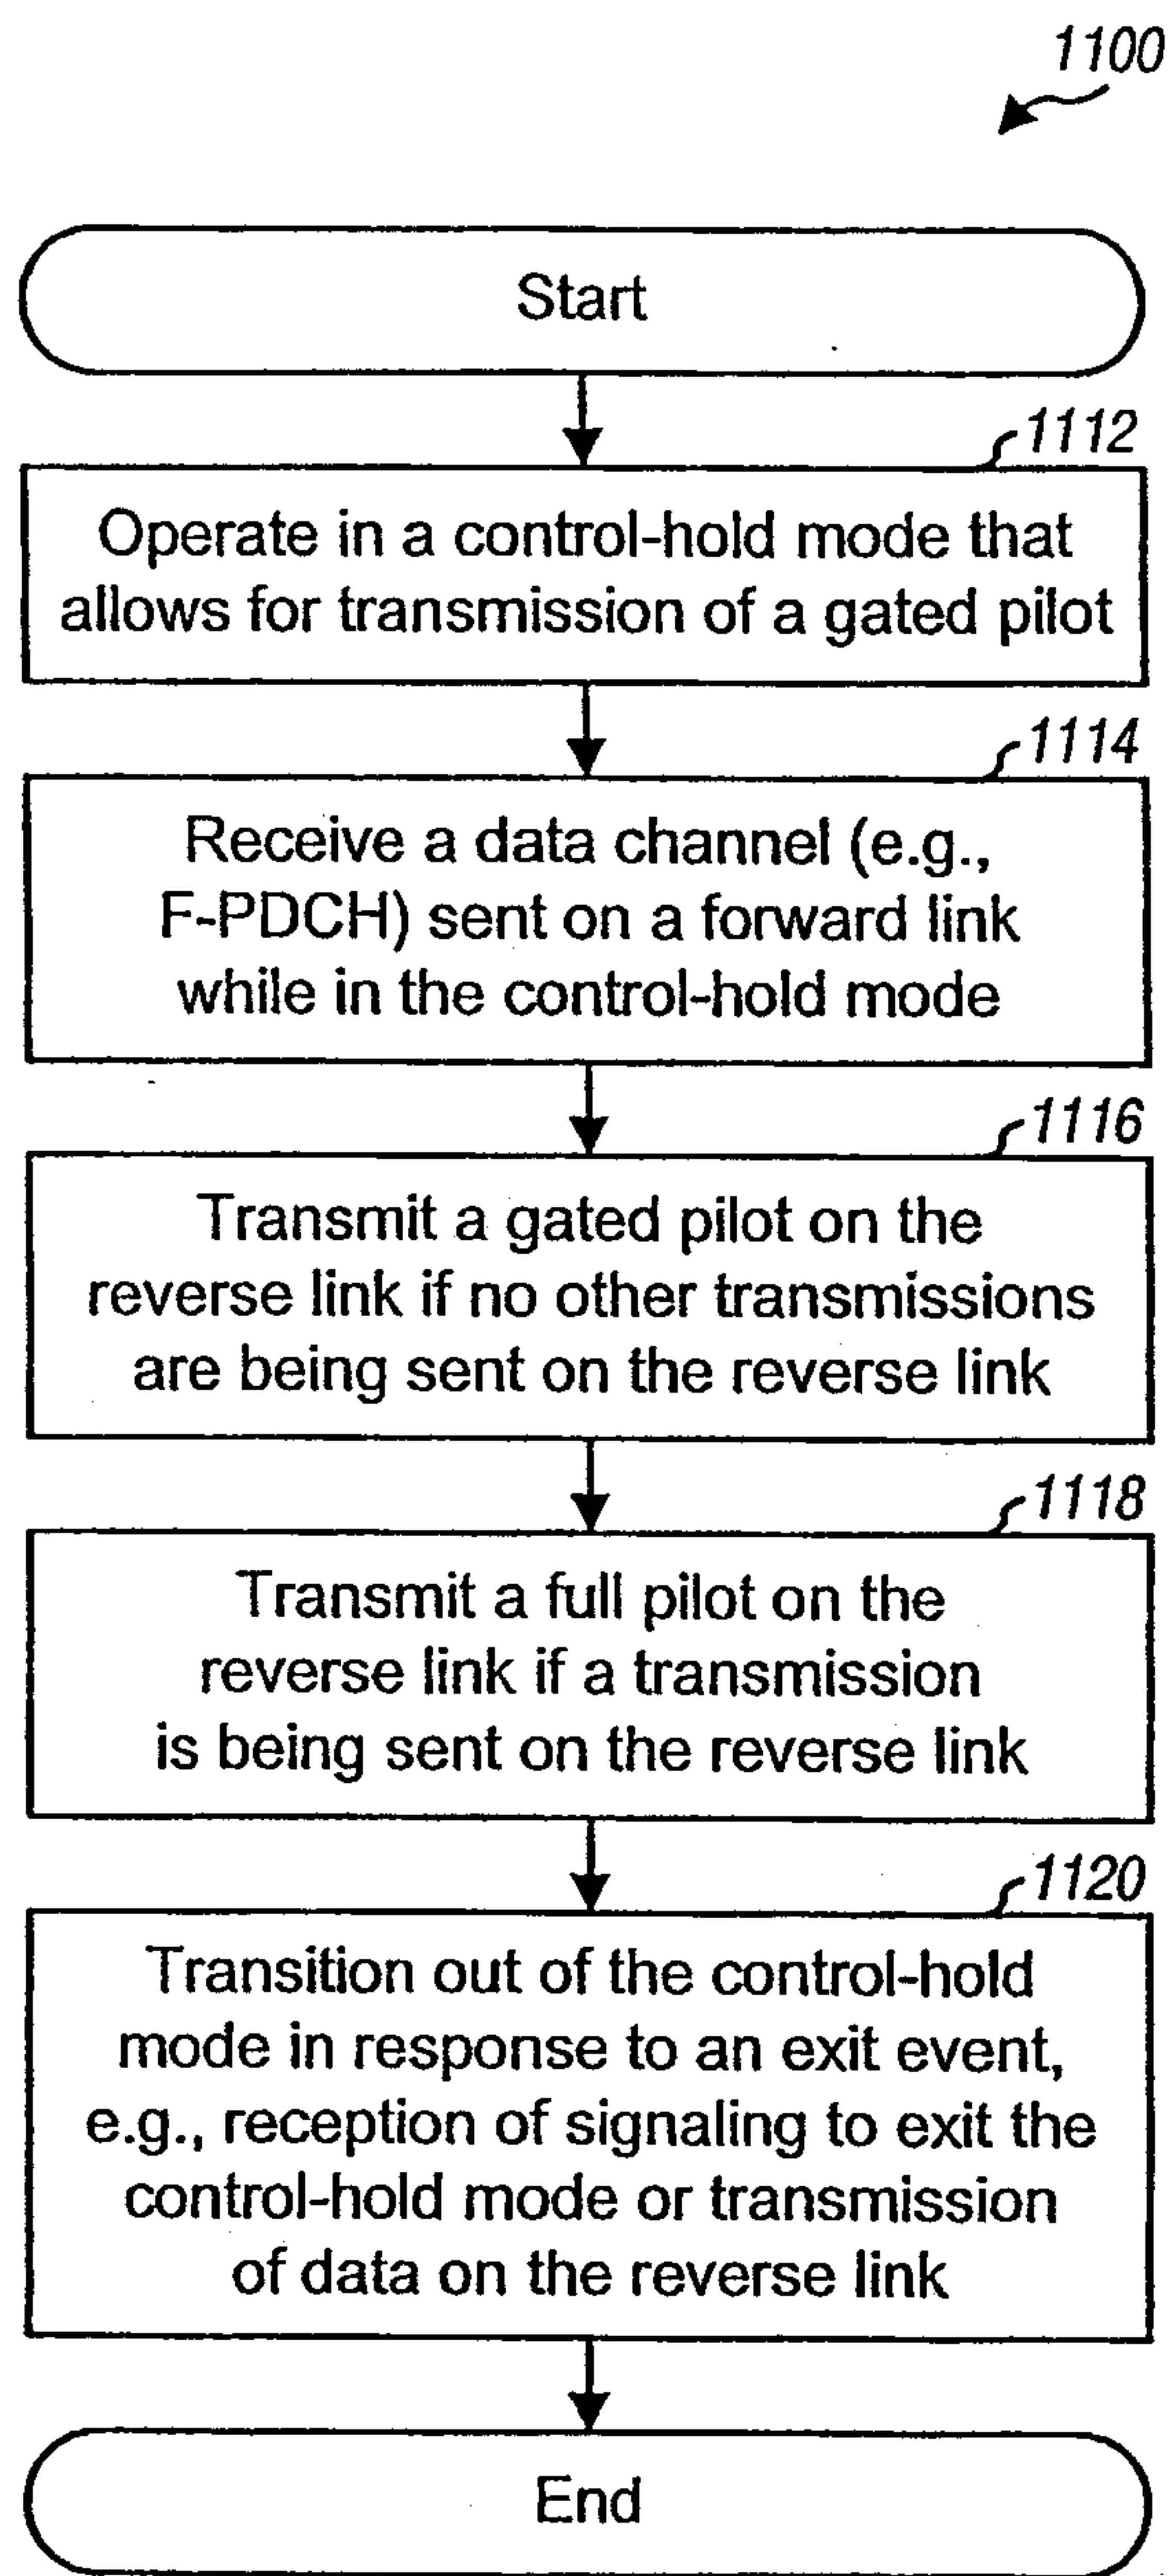 1100
Start
1112
Operate in a control-hold mode that
allows for transmission of a gated pilot
1114
Receive a data channel (e.g.,
F-PDCH) sent on a forward link
while in the control-hold mode
1116
Transmit a gated pilot on the
reverse link if no other transmissions
are being sent on the reverse link
1118
Transmit a full pilot on the
reverse link if a transmission
is being sent on the reverse link
1120
Transition out of the control-hold
mode in response to an exit event,
e.g., reception of signaling to exit the
control-hold mode or transmission
of data on the reverse link
End